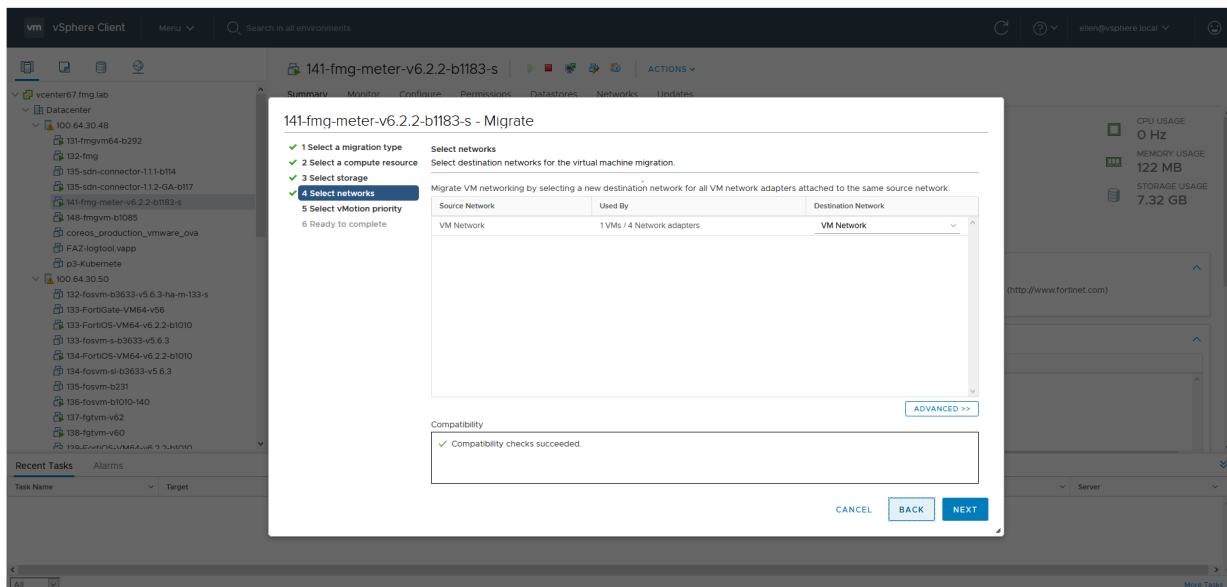 vm vSphere Client Menu Search in all environments ellen@vsphere.local
141-fmg-meter-v6.2.2-b1183-s ACTIONS
Summary Monitor Configure Permissions Datastores Networks Updates
vcenter67.fmg.lab
Datacenter
100.64.30.48
131-fmgvm64-b292
132-fmg
135-sdn-connector-1.1.1-b114
135-sdn-connector-1.1.2-GA-b117
141-fmg-meter-v6.2.2-b1183-s
148-fmgvm-b1085
coreos_production_vmware_ova
FAZ-logtool.vapp
p3-Kubernete
100.64.30.50
132-fosvm-b3633-v5.6.3-ha-m-133-s
133-FortiGate-VM64-v56
133-FortiOS-VM64-v6.2.2-b1010
133-fosvm-s-b3633-v5.6.3
134-FortiOS-VM64-v6.2.2-b1010
134-fosvm-sl-b3633-v5.6.3
135-fosvm-b231
136-fosvm-b1010-140
137-fgtvm-v62
138-fgtvm-v60
139-FortiOS-VM64-v6.2.2-b1010
141-fmg-meter-v6.2.2-b1183-s - Migrate
1 Select a migration type
2 Select a compute resource
3 Select storage
4 Select networks
5 Select vMotion priority
6 Ready to complete
Select networks
Select destination networks for the virtual machine migration.
Migrate VM networking by selecting a new destination network for all VM network adapters attached to the same source network.
Source Network Used By Destination Network
VM Network 1 VMs / 4 Network adapters VM Network
ADVANCED >>
Compatibility
Compatibility checks succeeded.
CANCEL BACK NEXT
CPU USAGE
0 Hz
MEMORY USAGE
122 MB
STORAGE USAGE
7.32 GB
(http://www.fortinet.com)
Recent Tasks Alarms
Task Name Target Server
All More Tasks